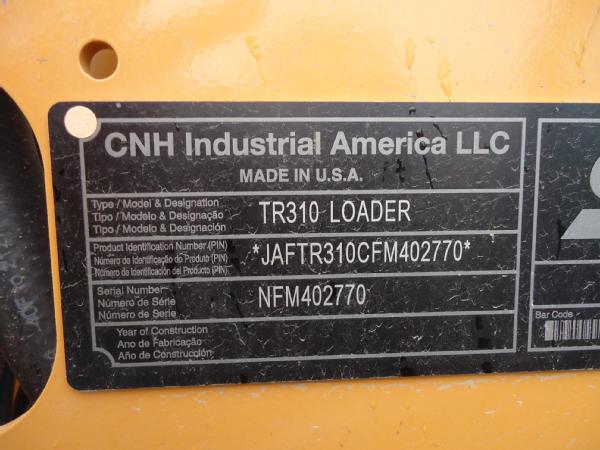 CNH Industrial America LLC
MADE IN U.S.A.
Type / Model & Designation
Tipo / Modelo & Designação
Tipo / Modelo & Designación
TR310 LOADER
Product Identification Number (PIN)
Número de Identificação do Produto (PIN)
Número de Identificación del Producto (PIN)
*JAFTR310CFM402770*
Serial Number
Número de Série
Número de Serie
NFM402770
Year of Construction
Ano de Fabricação
Año de Construcción
Bar Code